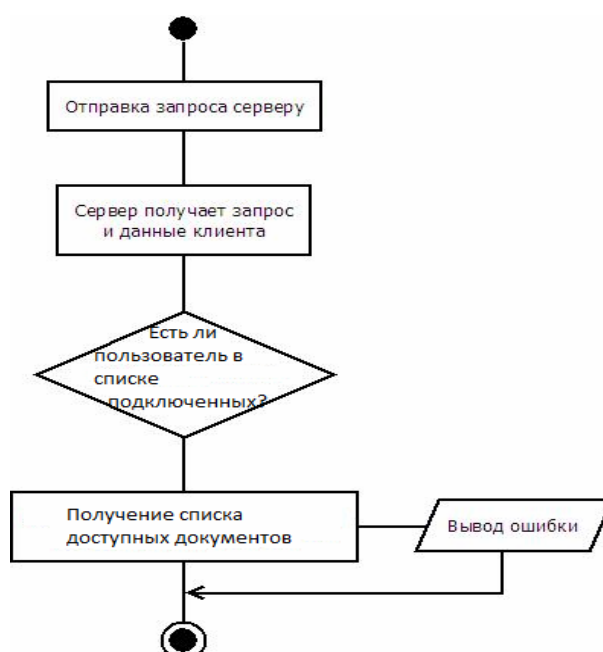 Отправка запроса серверу
Сервер получает запрос
и данные клиента
Есть ли
пользователь в
списке
подключенных?
Получение списка
доступных документов
Вывод ошибки